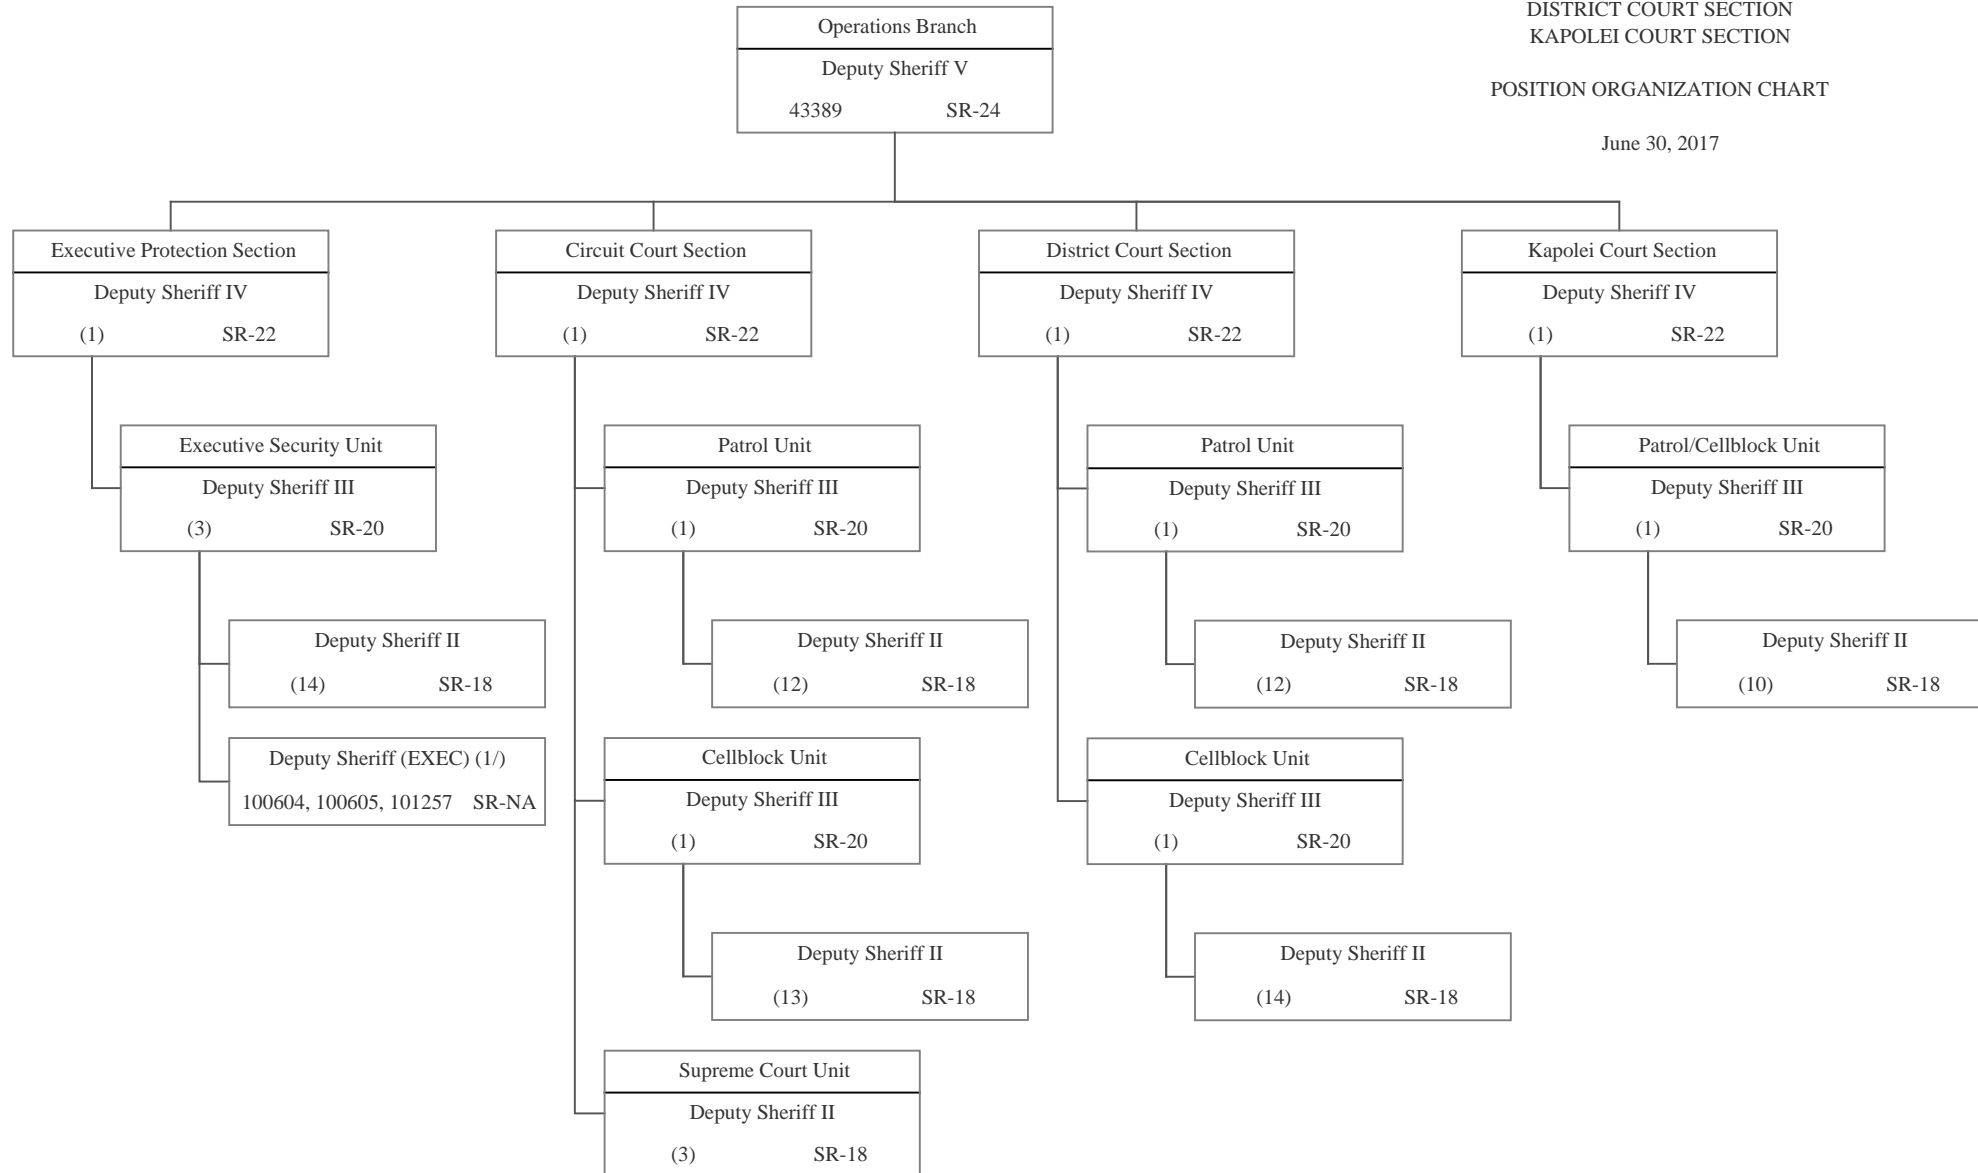 DISTRICT COURT SECTION
KAPOLEI COURT SECTION
POSITION ORGANIZATION CHART
June 30, 2017
Operations Branch
Deputy Sheriff V
43389 SR-24
Executive Protection Section
Deputy Sheriff IV
(1) SR-22
Executive Security Unit
Deputy Sheriff III
(3) SR-20
Deputy Sheriff II
(14) SR-18
Deputy Sheriff (EXEC) (1/)
100604, 100605, 101257 SR-NA
Circuit Court Section
Deputy Sheriff IV
(1) SR-22
Patrol Unit
Deputy Sheriff III
(1) SR-20
Deputy Sheriff II
(12) SR-18
Cellblock Unit
Deputy Sheriff III
(1) SR-20
Deputy Sheriff II
(13) SR-18
Supreme Court Unit
Deputy Sheriff II
(3) SR-18
District Court Section
Deputy Sheriff IV
(1) SR-22
Patrol Unit
Deputy Sheriff III
(1) SR-20
Deputy Sheriff II
(12) SR-18
Cellblock Unit
Deputy Sheriff III
(1) SR-20
Deputy Sheriff II
(14) SR-18
Kapolei Court Section
Deputy Sheriff IV
(1) SR-22
Patrol/Cellblock Unit
Deputy Sheriff III
(1) SR-20
Deputy Sheriff II
(10) SR-18